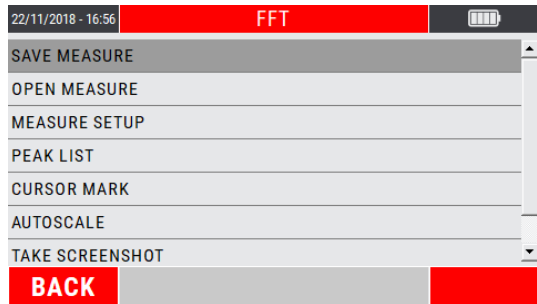 22/11/2018 - 16:56 FFT
SAVE MEASURE
OPEN MEASURE
MEASURE SETUP
PEAK LIST
CURSOR MARK
AUTOSCALE
TAKE SCREENSHOT
BACK